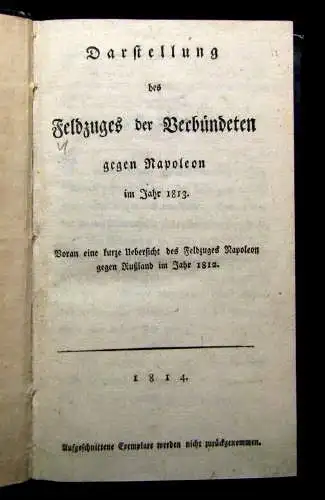 Darstellung
des
Feldzuges der Verbündeten
gegen Napoleon
im Jahr 1813.
Voran eine kurze Uebersicht des Feldzuges Napoleon
gegen Rußland im Jahr 1812.
1814.
Aufgeschnittene Exemplare werden nicht zurückgenommen.